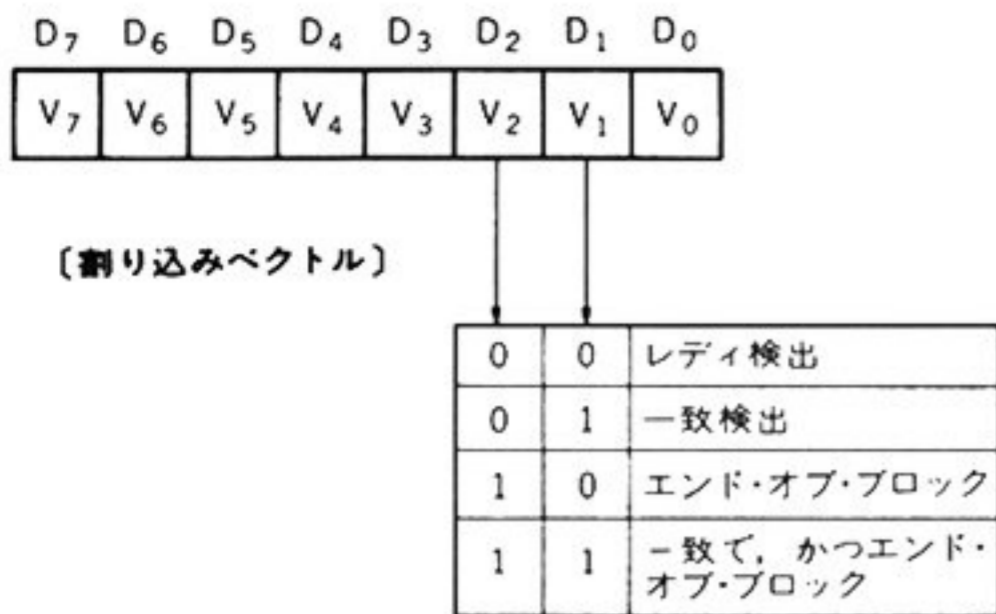 D7 D6 D5 D4 D3 D2 D1 D0
V7 V6 V5 V4 V3 V2 V1 V0
〔割り込みベクトル〕
0 0 レディ検出
0 1 一致検出
1 0 エンド・オブ・ブロック
1 1 一致で，かつエンド・
オブ・ブロック